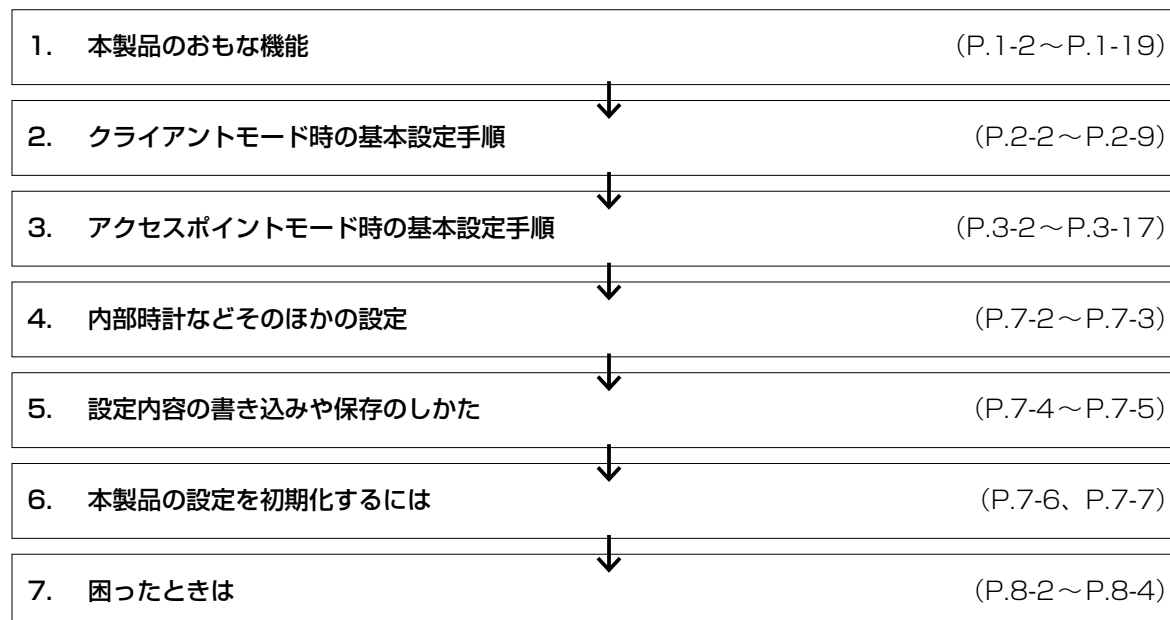 1. 本製品のおもな機能 （P.1-2～P.1-19）
2. クライアントモード時の基本設定手順 （P.2-2～P.2-9）
3. アクセスポイントモード時の基本設定手順 （P.3-2～P.3-17）
4. 内部時計などそのほかの設定 （P.7-2～P.7-3）
5. 設定内容の書き込みや保存のしかた （P.7-4～P.7-5）
6. 本製品の設定を初期化するには （P.7-6、P.7-7）
7. 困ったときは （P.8-2～P.8-4）